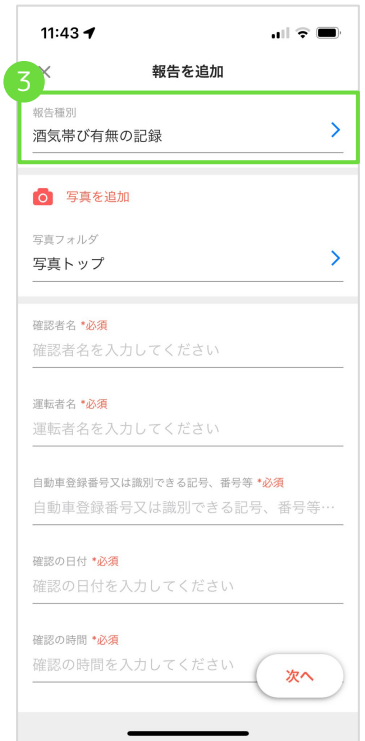 11:43
報告を追加
3
報告種別
酒気帯び有無の記録
写真を追加
写真フォルダ
写真トップ
確認者名 *必須
確認者名を入力してください
運転者名 *必須
運転者名を入力してください
自動車登録番号又は識別できる記号、番号等 *必須
自動車登録番号又は識別できる記号、番号等…
確認の日付 *必須
確認の日付を入力してください
確認の時間 *必須
確認の時間を入力してください
次へ